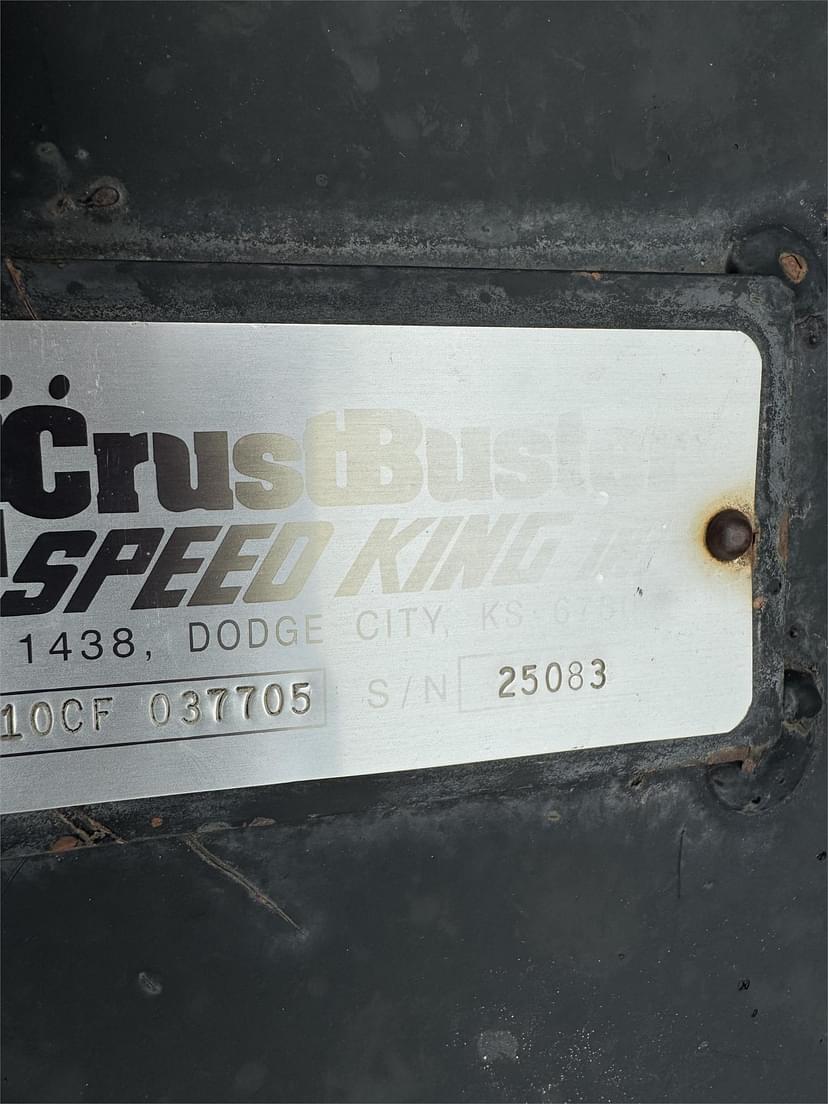 CrustBuster
SPEED KING
1438, DODGE CITY, KS
10CF 037705 S/N 25083